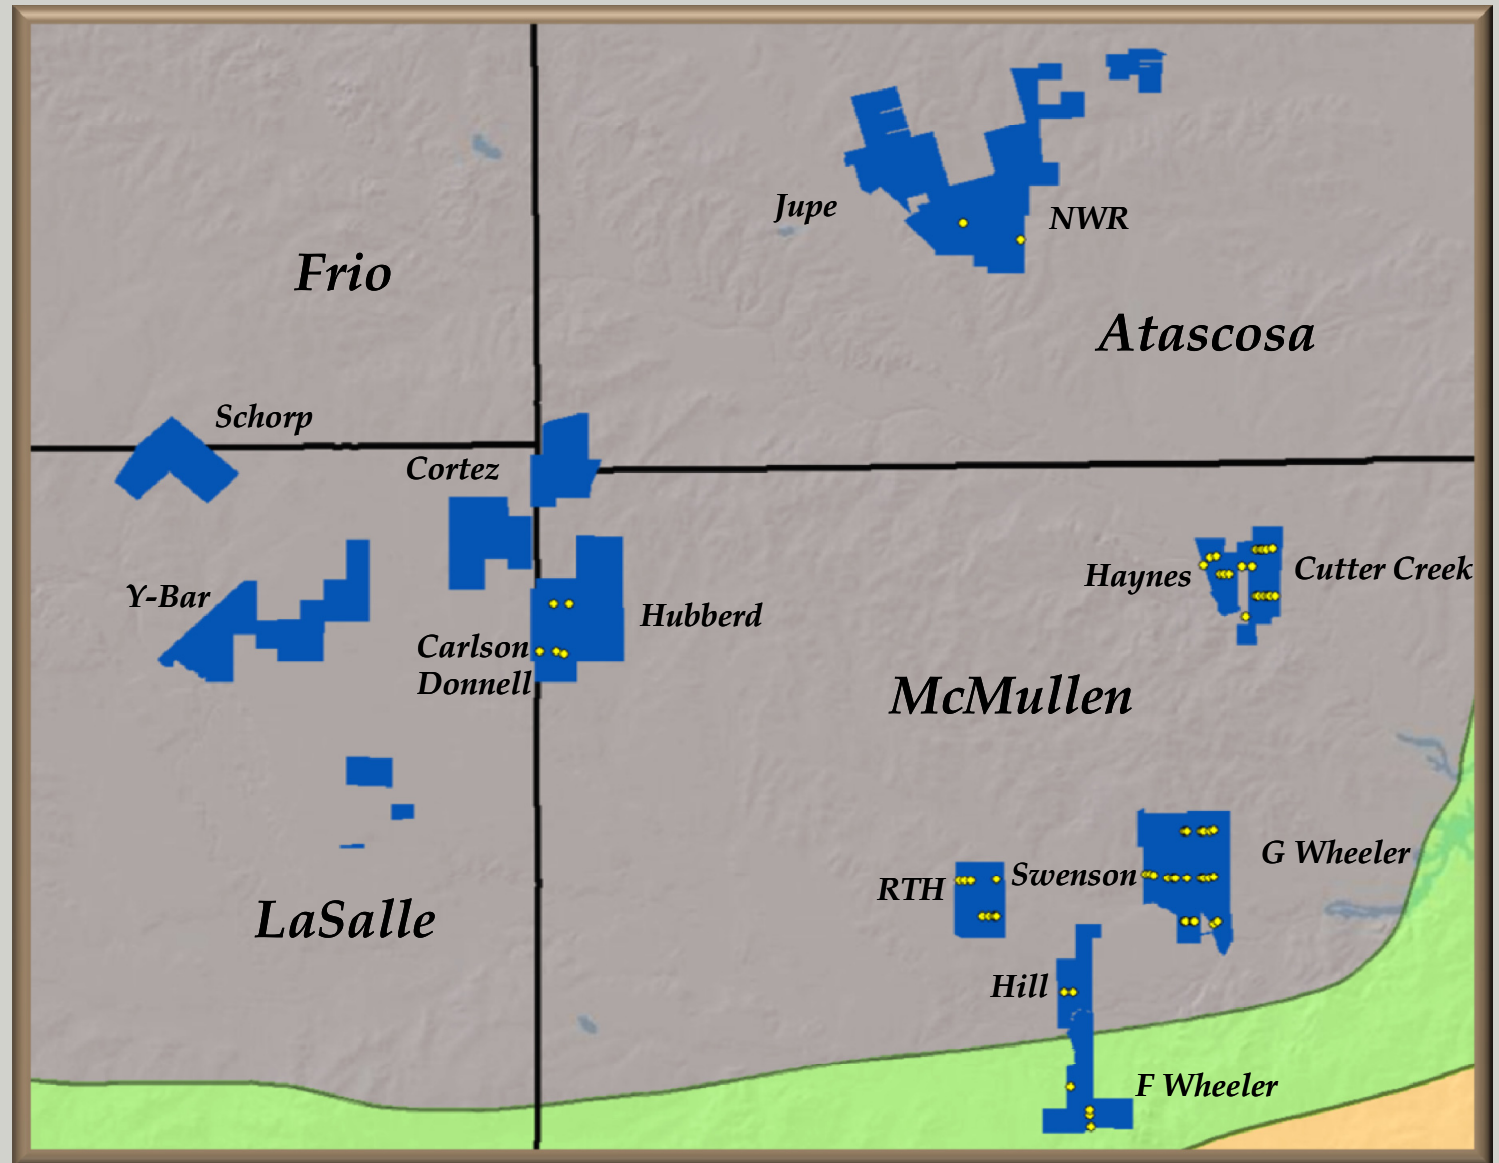 Jupe
NWR
Frio
Atascosa
Schorp
Cortez
Haynes
Cutter Creek
Y-Bar
Hubberd
Carlson
Donnell
McMullen
G Wheeler
RTH
Swenson
LaSalle
Hill
F Wheeler